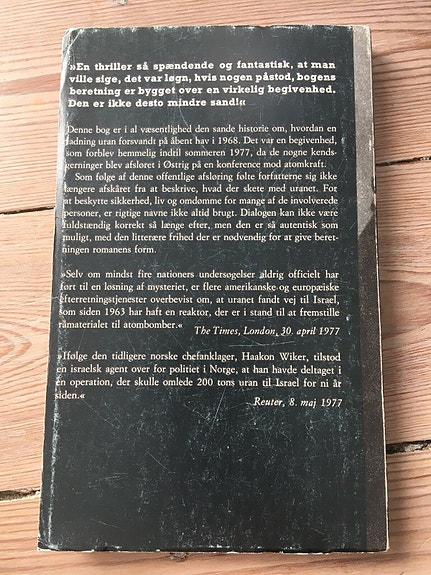 »En thriller så spændende og fantastisk, at man
ville sige, det var løgn, hvis nogen påstod, bogens
beretning er bygget over en virkelig begivenhed.
Den er ikke desto mindre sand!«
Denne bog er i al væsentlighed den sande historie om, hvordan en
ladning uran forsvandt på åbent hav i 1968. Det var en begivenhed,
som forblev hemmelig indtil sommeren 1977, da de nøgne kends-
gerninger blev afsløret i Østrig på en konference mod atomkraft.
Som følge af denne offentlige afsløring følte forfatterne sig ikke
længere afskåret fra at beskrive, hvad der skete med uranet. For
at beskytte sikkerhed, liv og omdømme for mange af de involverede
personer, er rigtige navne ikke altid brugt. Dialogen kan ikke være
fuldstændig korrekt så længe efter, men den er så autentisk som
muligt, med den litterære frihed der er nødvendig for at give beret-
ningen romanens form.
»Selv om mindst fire nationers undersøgelser aldrig officielt har
ført til en løsning af mysteriet, er flere amerikanske og europæiske
efterretningstjenester overbevist om, at uranet fandt vej til Israel,
som siden 1963 har haft en reaktor, der er i stand til at fremstille
råmaterialet til atombomber.«
The Times, London, 30. april 1977
»Ifølge den tidligere norske chefanklager, Haakon Wiker, tilstod
en israelsk agent over for politiet i Norge, at han havde deltaget i
en operation, der skulle omlede 200 tons uran til Israel for ni år
siden.«
Reuter, 8. maj 1977